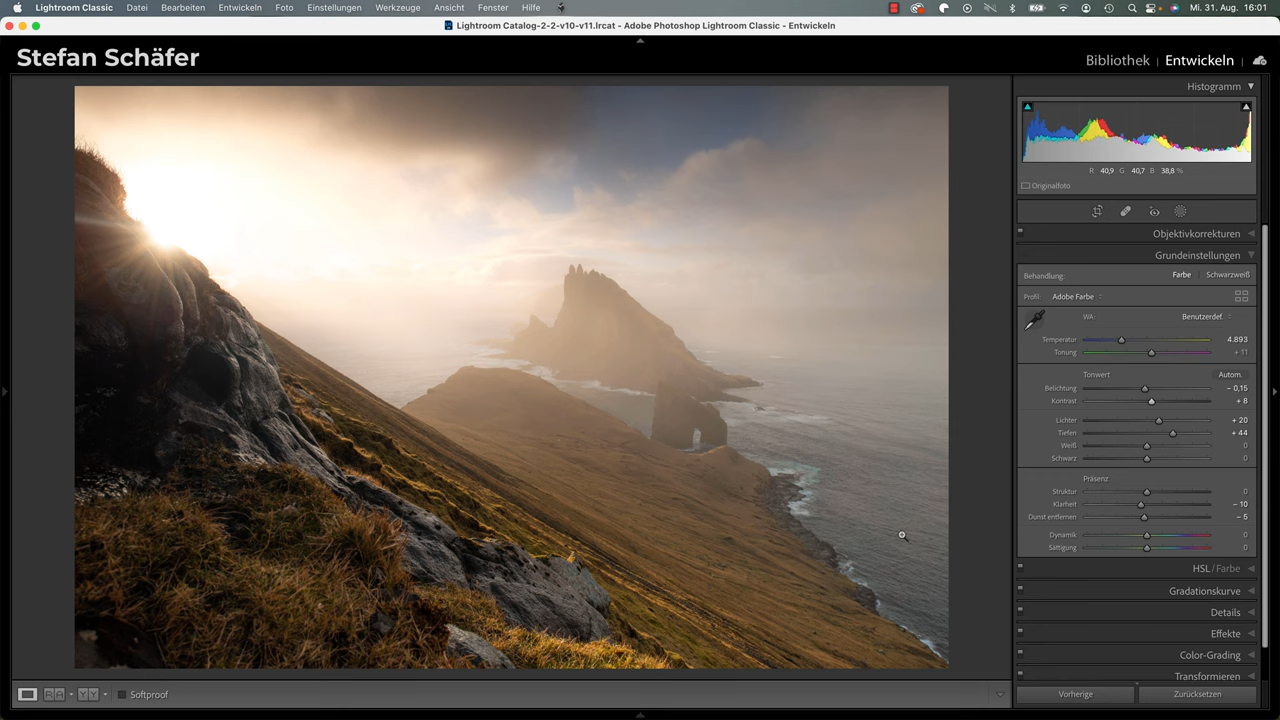 Lightroom Classic Datei Bearbeiten Entwickeln Foto Einstellungen Werkzeuge Ansicht Fenster Hilfe Mi. 31. Aug. 16:01
Lightroom Catalog-2-2-v10-v11.lrcat - Adobe Photoshop Lightroom Classic - Entwickeln
Stefan Schäfer
Bibliothek | Entwickeln |
Histogramm
R 40,9 G 40,7 B 38,8 %
Originalfoto
Objektivkorrekturen
Grundeinstellungen
Behandlung: Farbe | Schwarzweiß
Profil: Adobe Farbe
WA: Benutzerdef.
Temperatur 4.893
Tonung + 11
Tonwert Autom.
Belichtung − 0,15
Kontrast + 8
Lichter + 20
Tiefen + 44
Weiß 0
Schwarz 0
Präsenz
Struktur 0
Klarheit − 10
Dunst entfernen − 5
Dynamik 0
Sättigung 0
HSL / Farbe
Gradationskurve
Details
Effekte
Color-Grading
Transformieren
R A Y Y Softproof
Vorherige Zurücksetzen